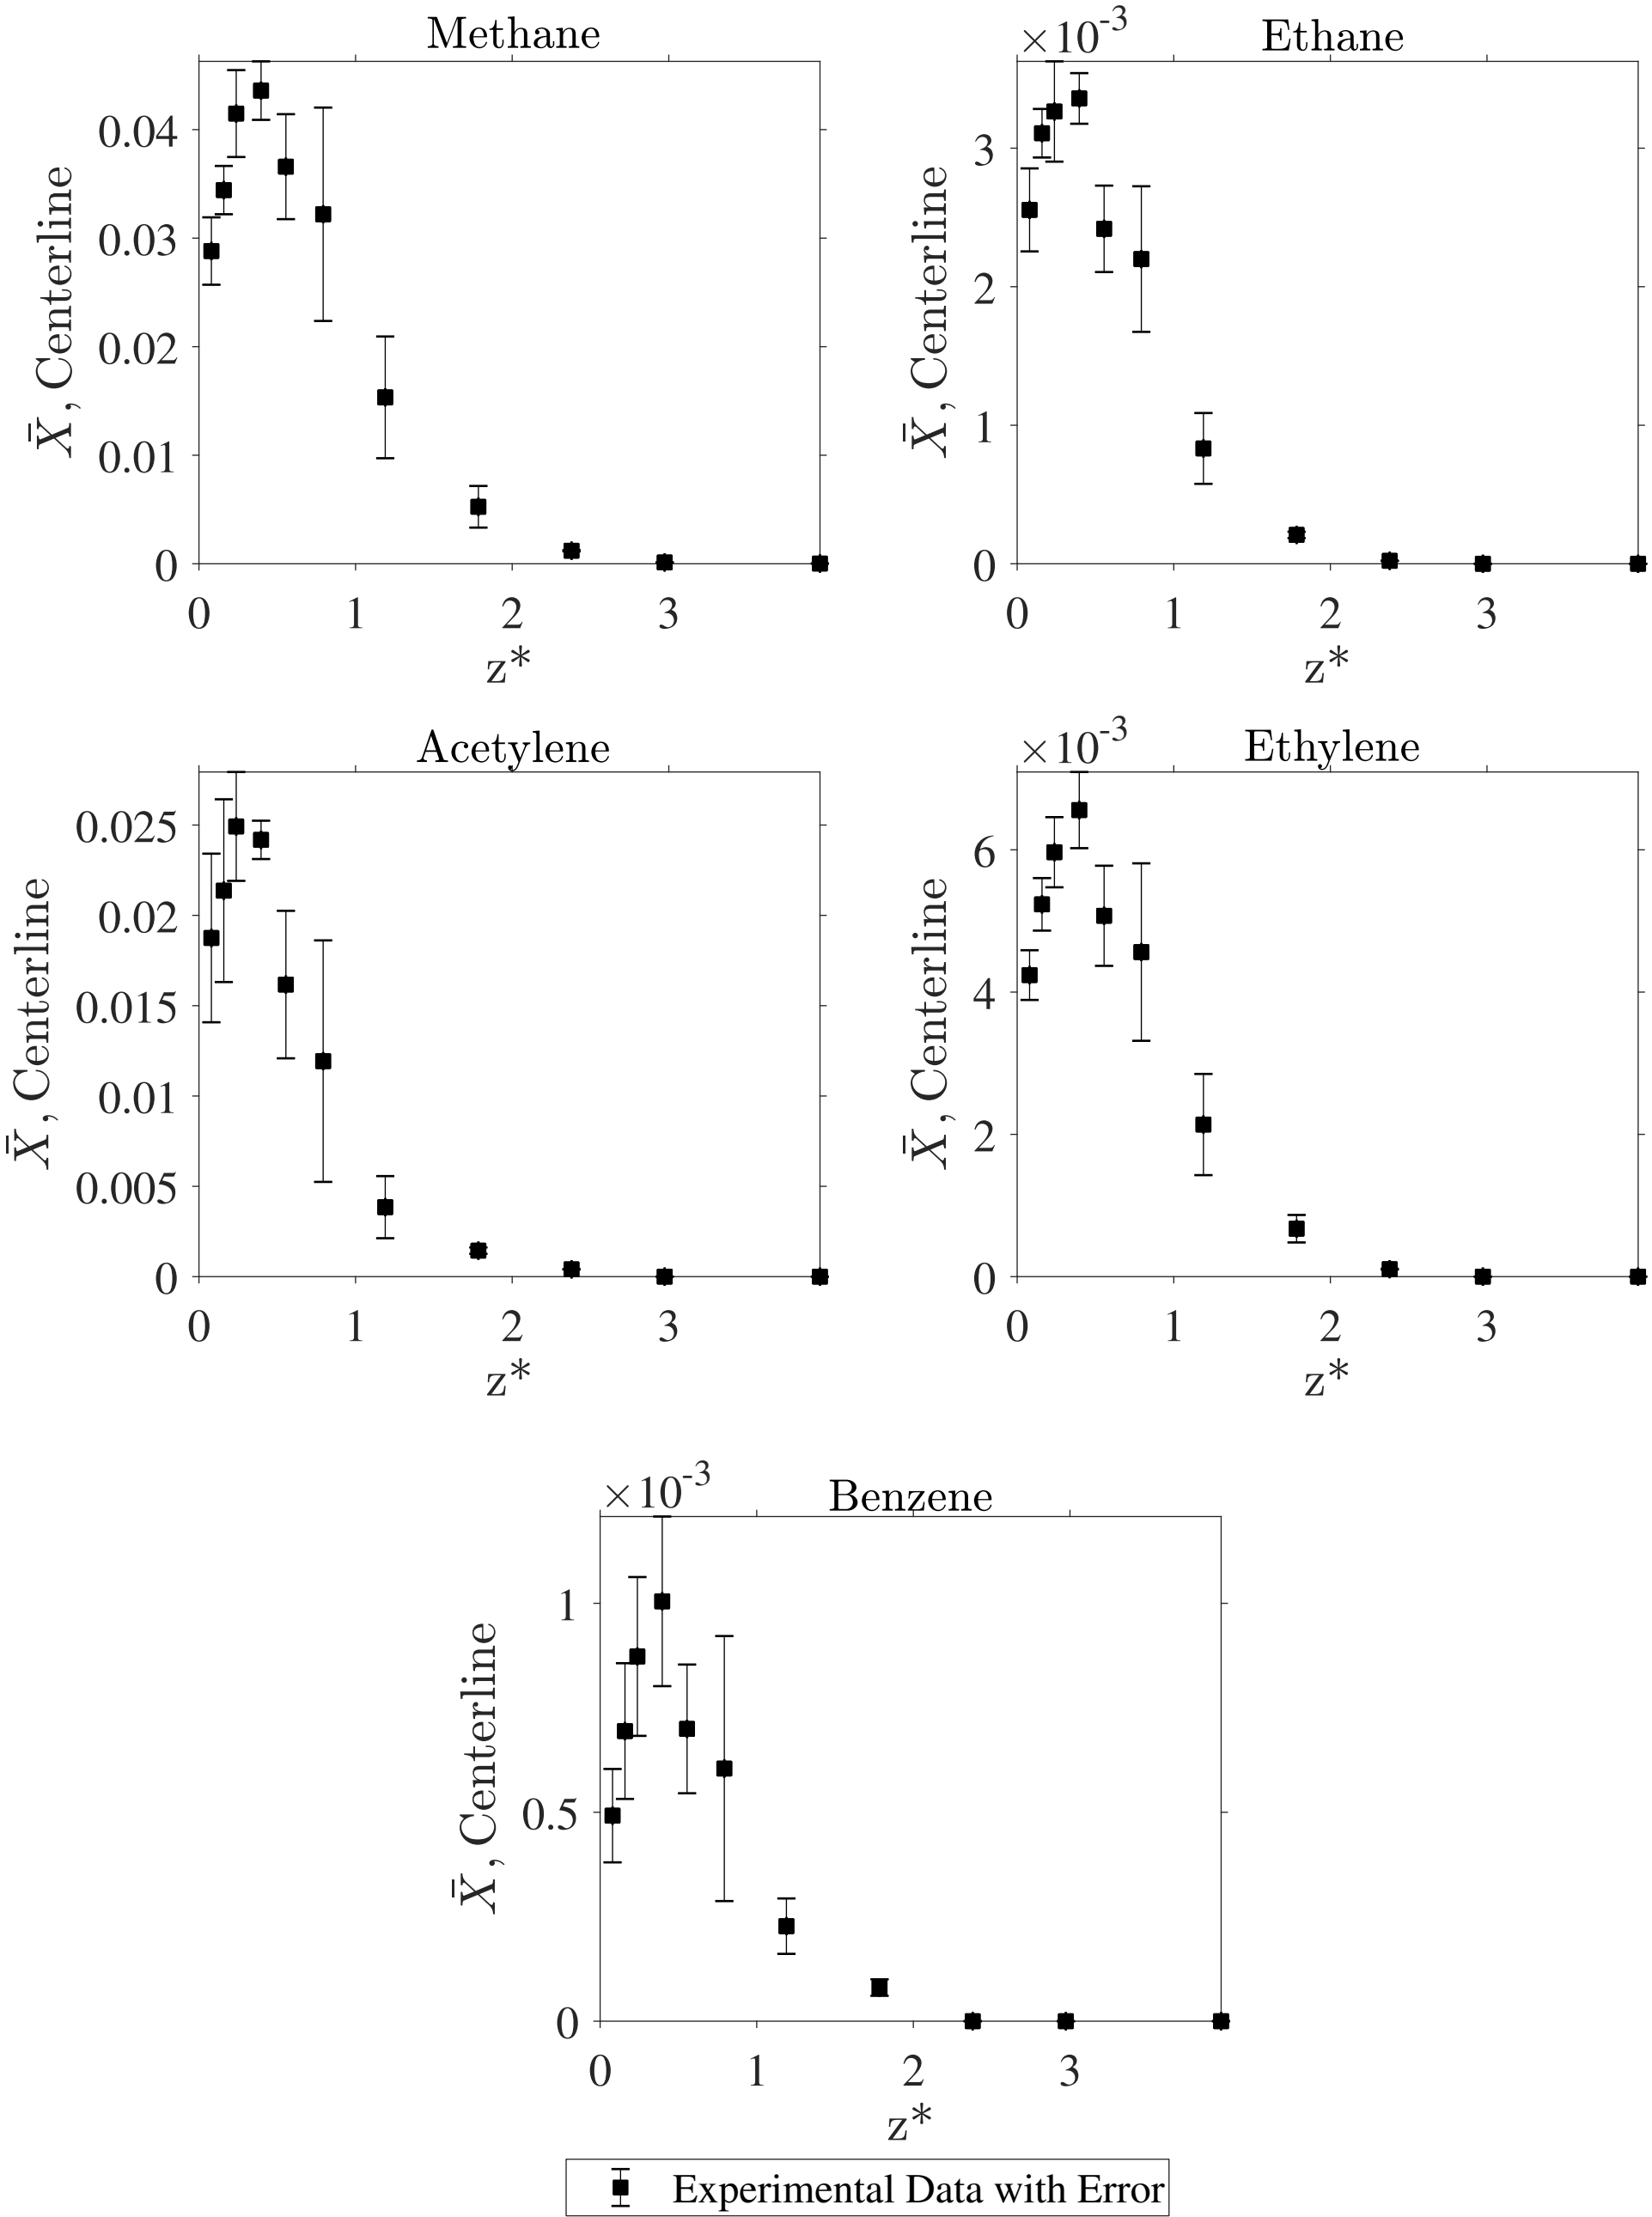 Methane
0.04
0.03
0.02
0.01
0
X̄, Centerline
0 1 2 3
z*
×10⁻³ Ethane
3
2
1
0
X̄, Centerline
0 1 2 3
z*
Acetylene
0.025
0.02
0.015
0.01
0.005
0
X̄, Centerline
0 1 2 3
z*
×10⁻³ Ethylene
6
4
2
0
X̄, Centerline
0 1 2 3
z*
×10⁻³ Benzene
1
0.5
0
X̄, Centerline
0 1 2 3
z*
Experimental Data with Error